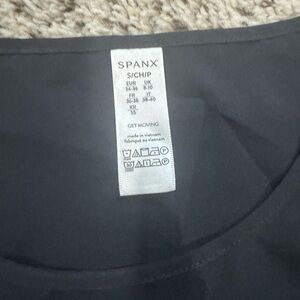 SPANX
S/CH/P
EUR UK
34-36 8-10
FR IT
36-38 38-40
KR
55
GET MOVING
made in vietnam
fabriqué au vietnam